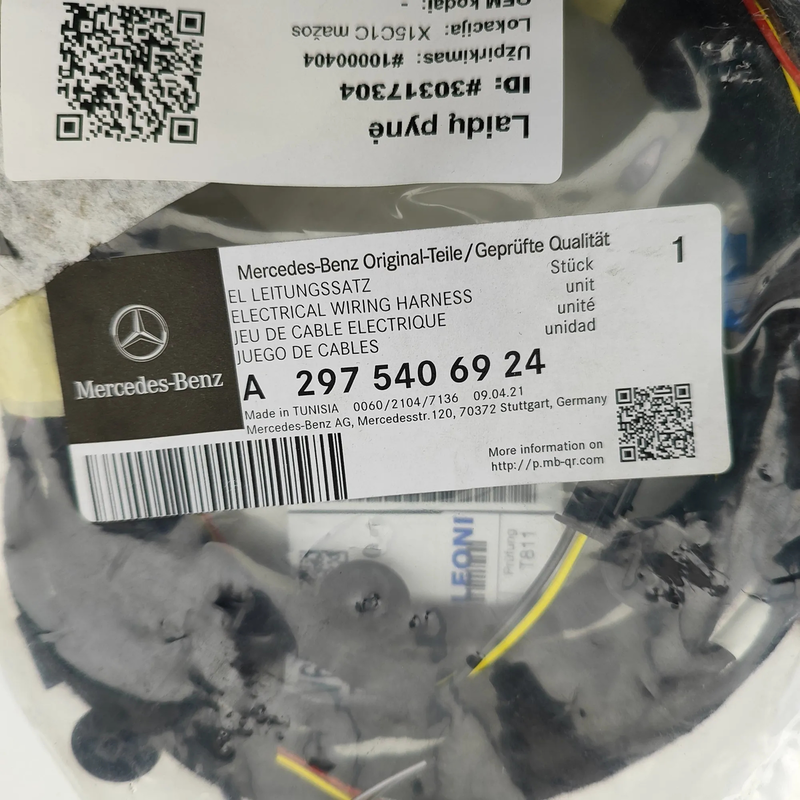 OEM kodai: -
Lokacija: X15C1C mažos
Užpirkimas: #10000404
ID: #30317304
Laidų pynė
Mercedes-Benz Original-Teile/Geprüfte Qualität
1
EL LEITUNGSSATZ Stück
ELECTRICAL WIRING HARNESS unit
JEU DE CABLE ELECTRIQUE unité
JUEGO DE CABLES unidad
Mercedes-Benz
A 297 540 69 24
Made in TUNISIA 0060/2104/7136 09.04.21
Mercedes-Benz AG, Mercedesstr.120, 70372 Stuttgart, Germany
More information on
http://p.mb-qr.com
LEONI
Prüfung
T811